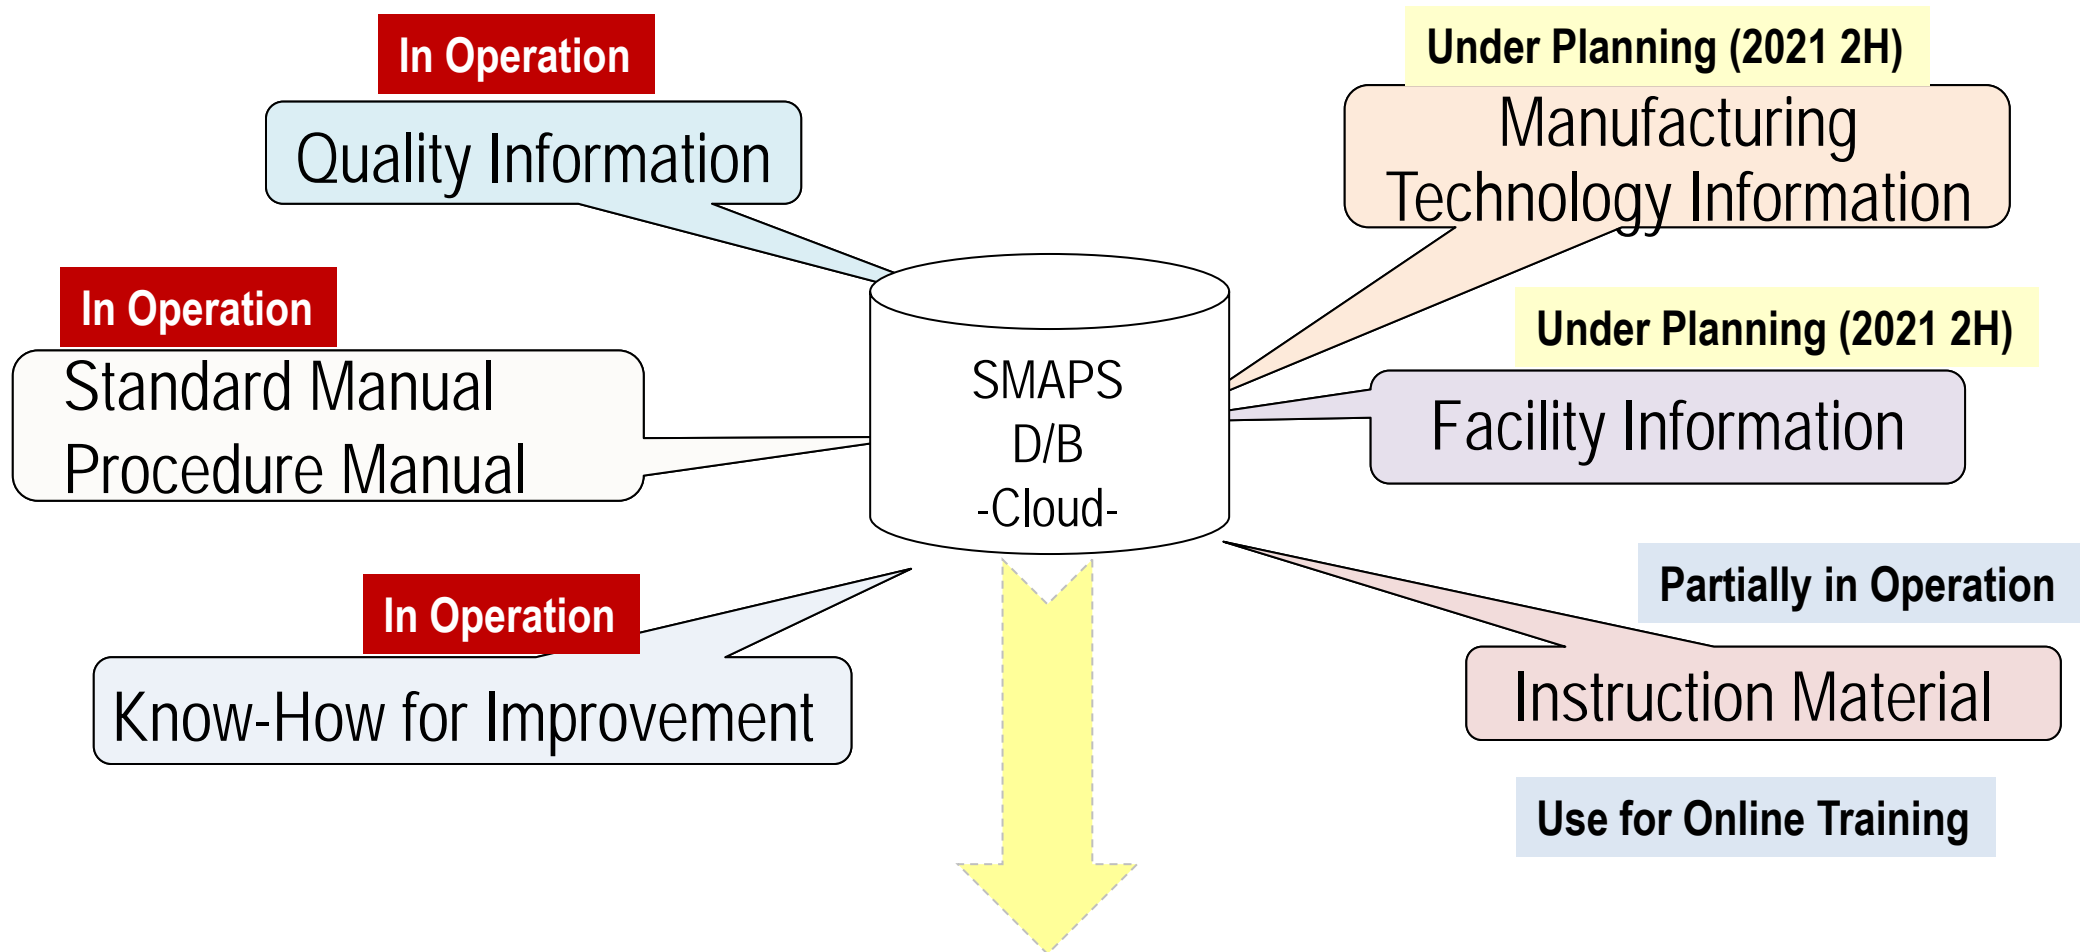 In Operation
Quality Information
In Operation
Standard Manual
Procedure Manual
In Operation
Know-How for Improvement
SMAPS
D/B
-Cloud-
Under Planning (2021 2H)
Manufacturing
Technology Information
Under Planning (2021 2H)
Facility Information
Partially in Operation
Instruction Material
Use for Online Training